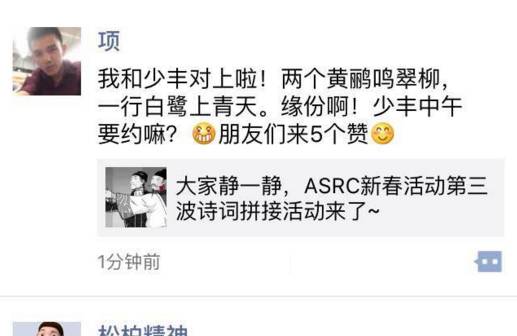 项
我和少丰对上啦！两个黄鹂鸣翠柳，
一行白鹭上青天。缘份啊！少丰中午
要约嘛？😁朋友们来5个赞😊
大家静一静，ASRC新春活动第三
波诗词拼接活动来了~
1分钟前
松柏精神